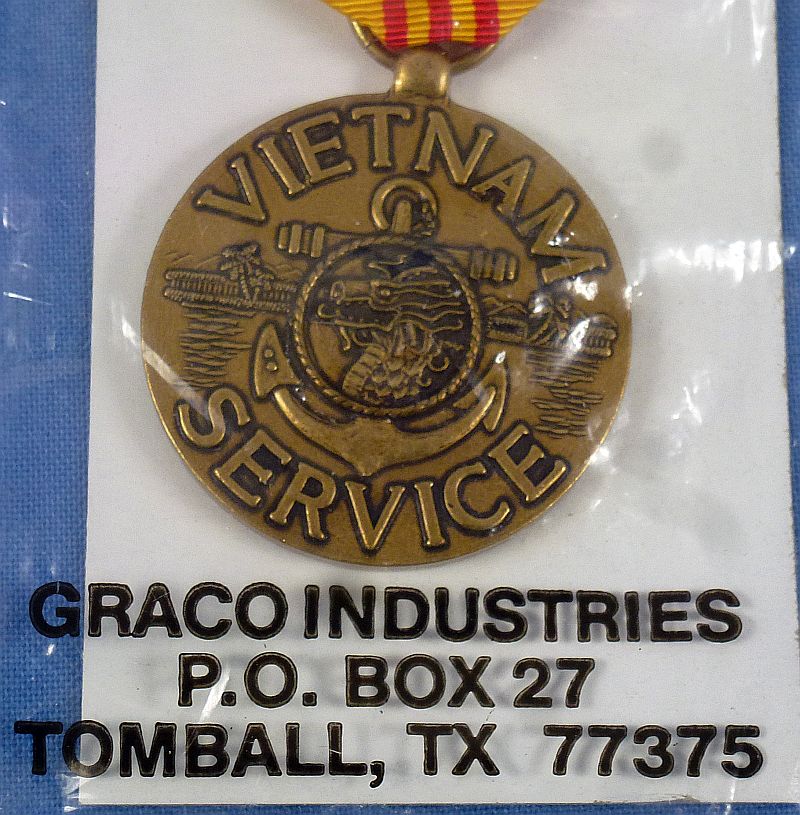 VIETNAM
SERVICE
GRACO INDUSTRIES
P.O. BOX 27
TOMBALL, TX 77375